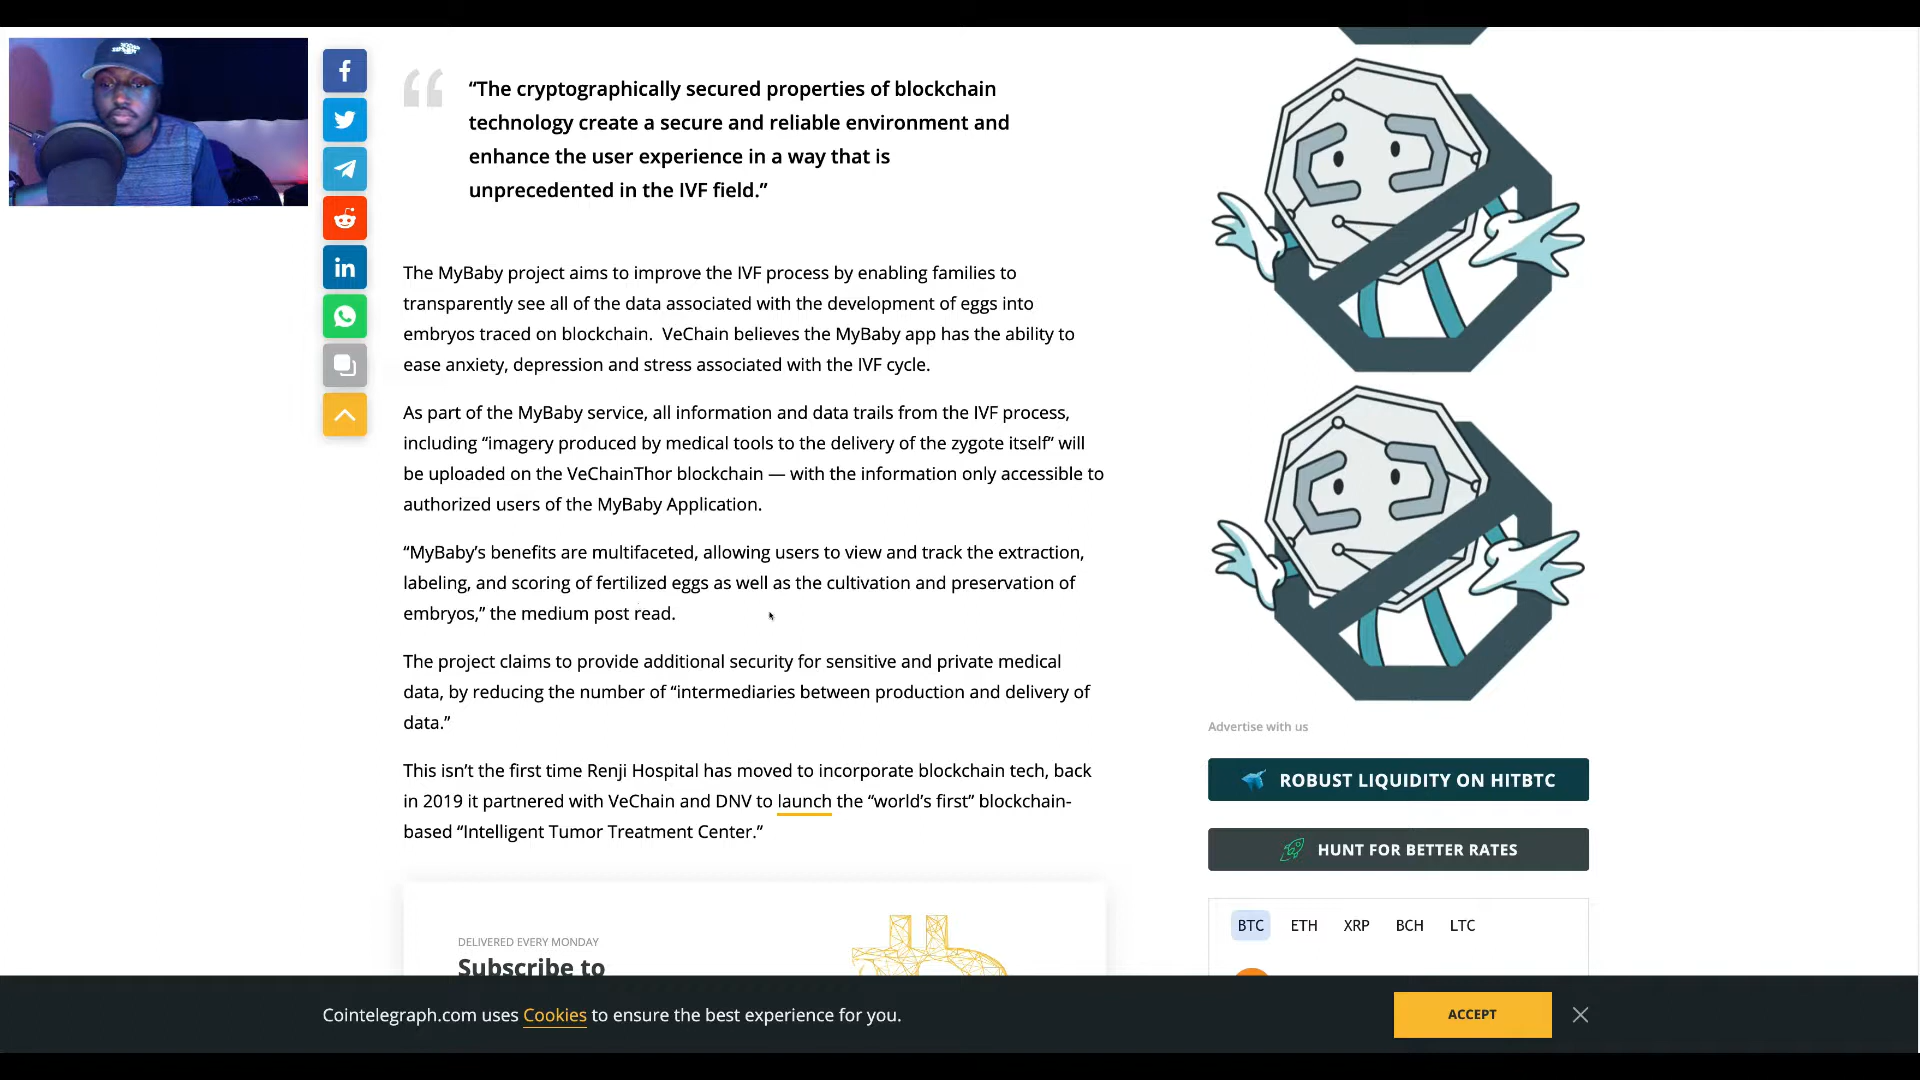 “The cryptographically secured properties of blockchain
technology create a secure and reliable environment and
enhance the user experience in a way that is
unprecedented in the IVF field.”
The MyBaby project aims to improve the IVF process by enabling families to
transparently see all of the data associated with the development of eggs into
embryos traced on blockchain.  VeChain believes the MyBaby app has the ability to
ease anxiety, depression and stress associated with the IVF cycle.
As part of the MyBaby service, all information and data trails from the IVF process,
including “imagery produced by medical tools to the delivery of the zygote itself” will
be uploaded on the VeChainThor blockchain — with the information only accessible to
authorized users of the MyBaby Application.
“MyBaby’s benefits are multifaceted, allowing users to view and track the extraction,
labeling, and scoring of fertilized eggs as well as the cultivation and preservation of
embryos,” the medium post read.
The project claims to provide additional security for sensitive and private medical
data, by reducing the number of “intermediaries between production and delivery of
data.”
This isn’t the first time Renji Hospital has moved to incorporate blockchain tech, back
in 2019 it partnered with VeChain and DNV to launch the “world’s first” blockchain-
based “Intelligent Tumor Treatment Center.”
DELIVERED EVERY MONDAY
Subscribe to
Advertise with us
ROBUST LIQUIDITY ON HITBTC
HUNT FOR BETTER RATES
BTC ETH XRP BCH LTC
Cointelegraph.com uses Cookies to ensure the best experience for you.
ACCEPT